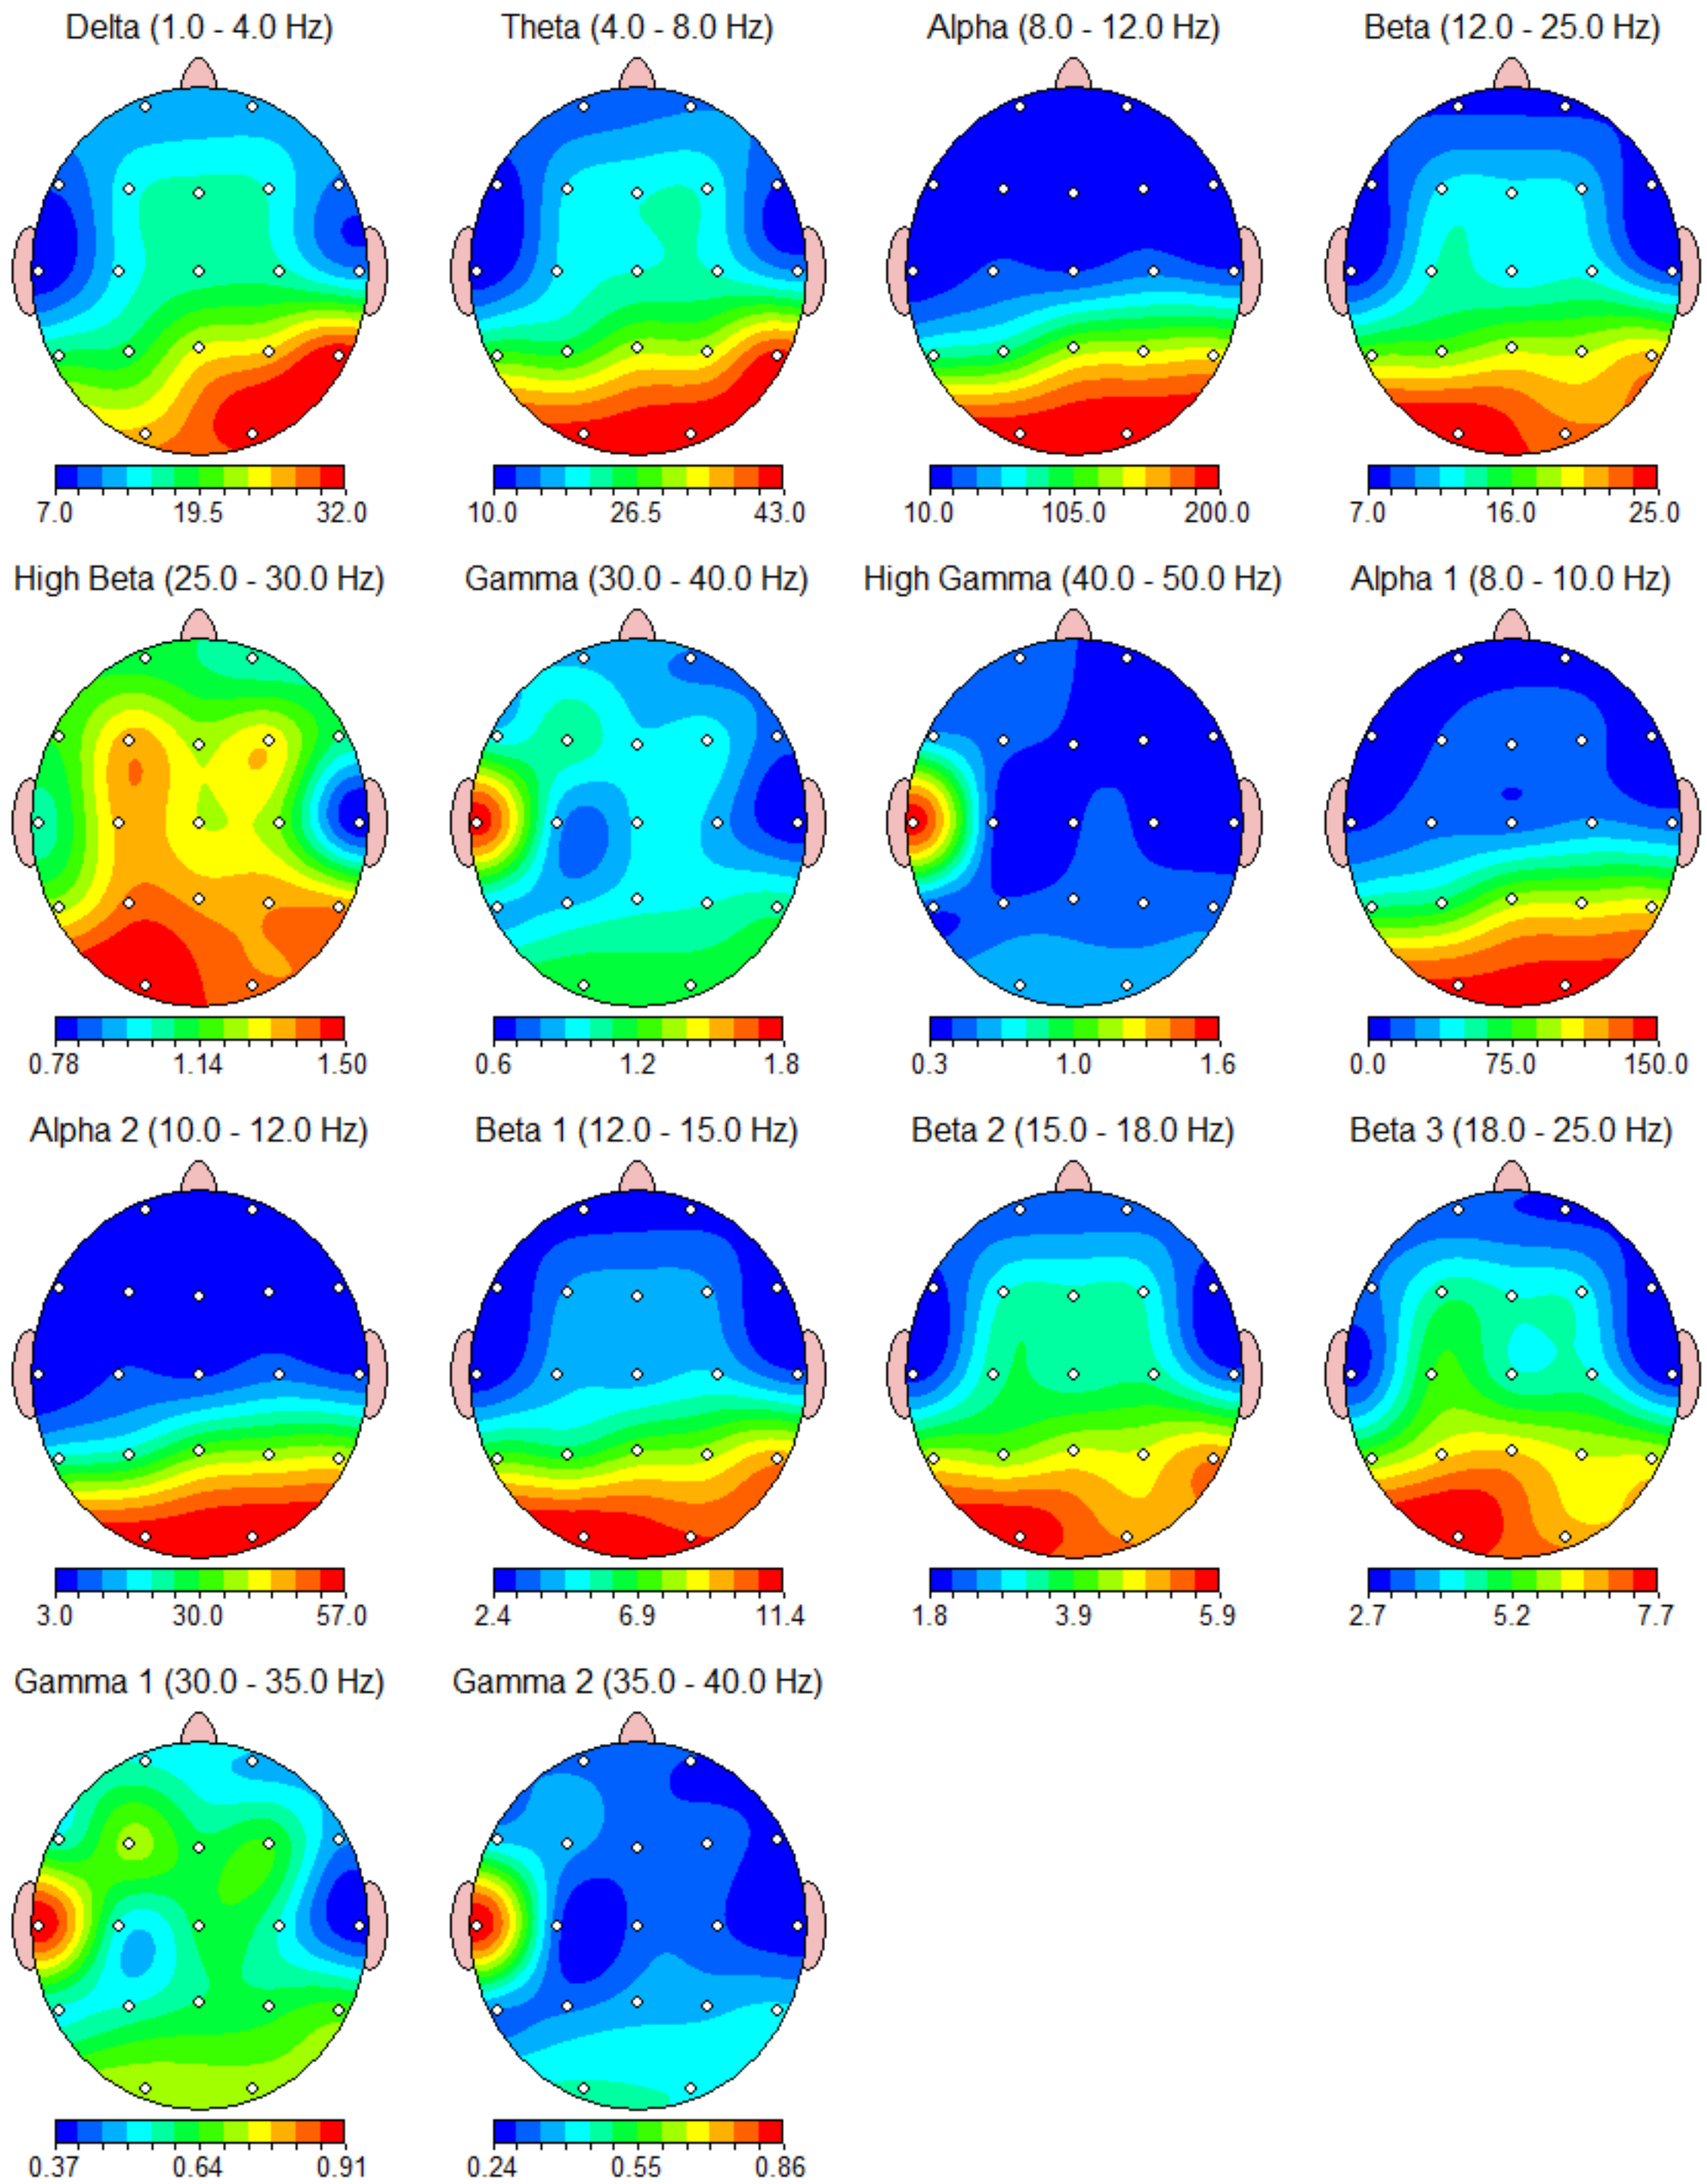 Delta (1.0 - 4.0 Hz) Theta (4.0 - 8.0 Hz) Alpha (8.0 - 12.0 Hz) Beta (12.0 - 25.0 Hz)
7.0 19.5 32.0 10.0 26.5 43.0 10.0 105.0 200.0 7.0 16.0 25.0
High Beta (25.0 - 30.0 Hz) Gamma (30.0 - 40.0 Hz) High Gamma (40.0 - 50.0 Hz) Alpha 1 (8.0 - 10.0 Hz)
0.78 1.14 1.50 0.6 1.2 1.8 0.3 1.0 1.6 0.0 75.0 150.0
Alpha 2 (10.0 - 12.0 Hz) Beta 1 (12.0 - 15.0 Hz) Beta 2 (15.0 - 18.0 Hz) Beta 3 (18.0 - 25.0 Hz)
3.0 30.0 57.0 2.4 6.9 11.4 1.8 3.9 5.9 2.7 5.2 7.7
Gamma 1 (30.0 - 35.0 Hz) Gamma 2 (35.0 - 40.0 Hz)
0.37 0.64 0.91 0.24 0.55 0.86